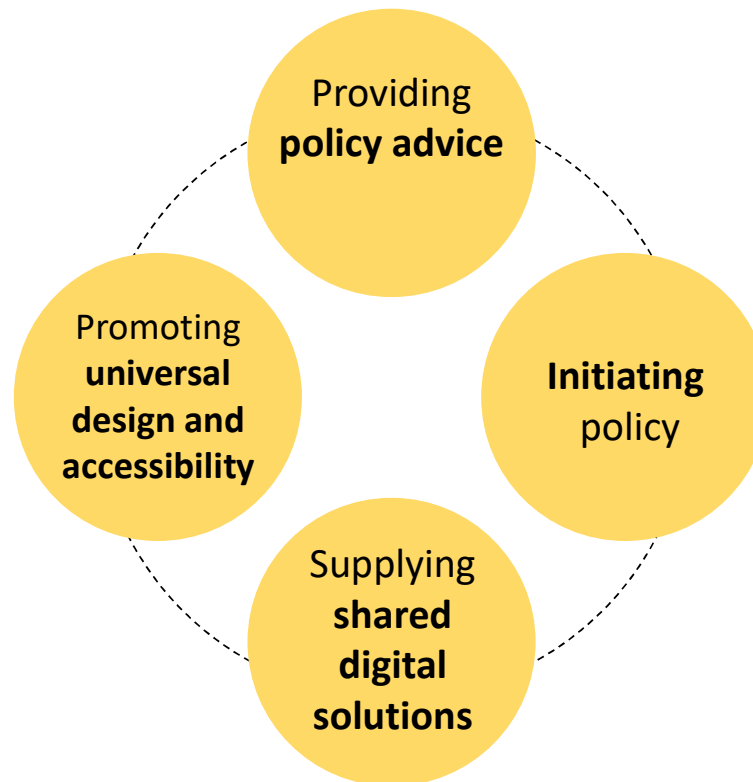 Providing
policy advice
Initiating
policy
Supplying
shared
digital
solutions
Promoting
universal
design and
accessibility